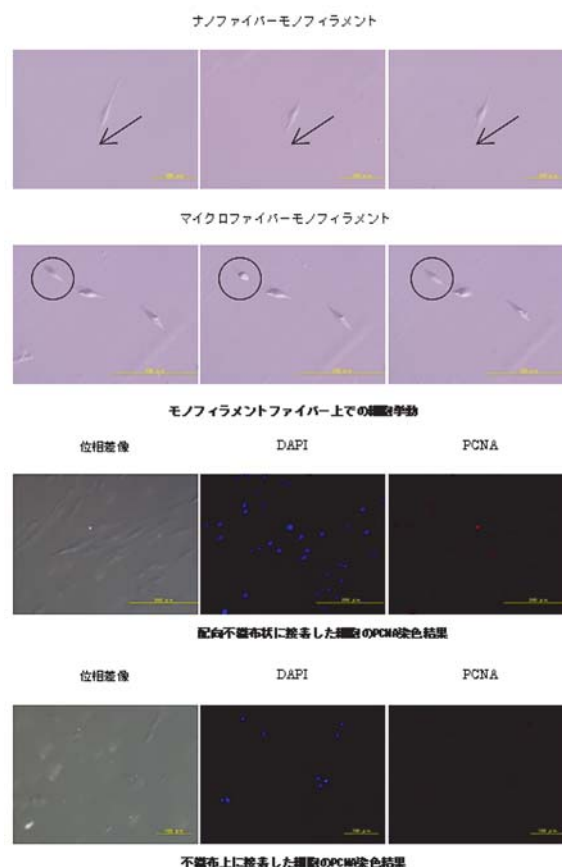 ナノファイバーモノフィラメント
マイクロファイバーモノフィラメント
モノフィラメントファイバー上での細胞挙動
位相差像 DAPI PCNA
配向不織布状に接着した細胞のPCNA染色結果
位相差像 DAPI PCNA
不織布上に接着した細胞のPCNA染色結果